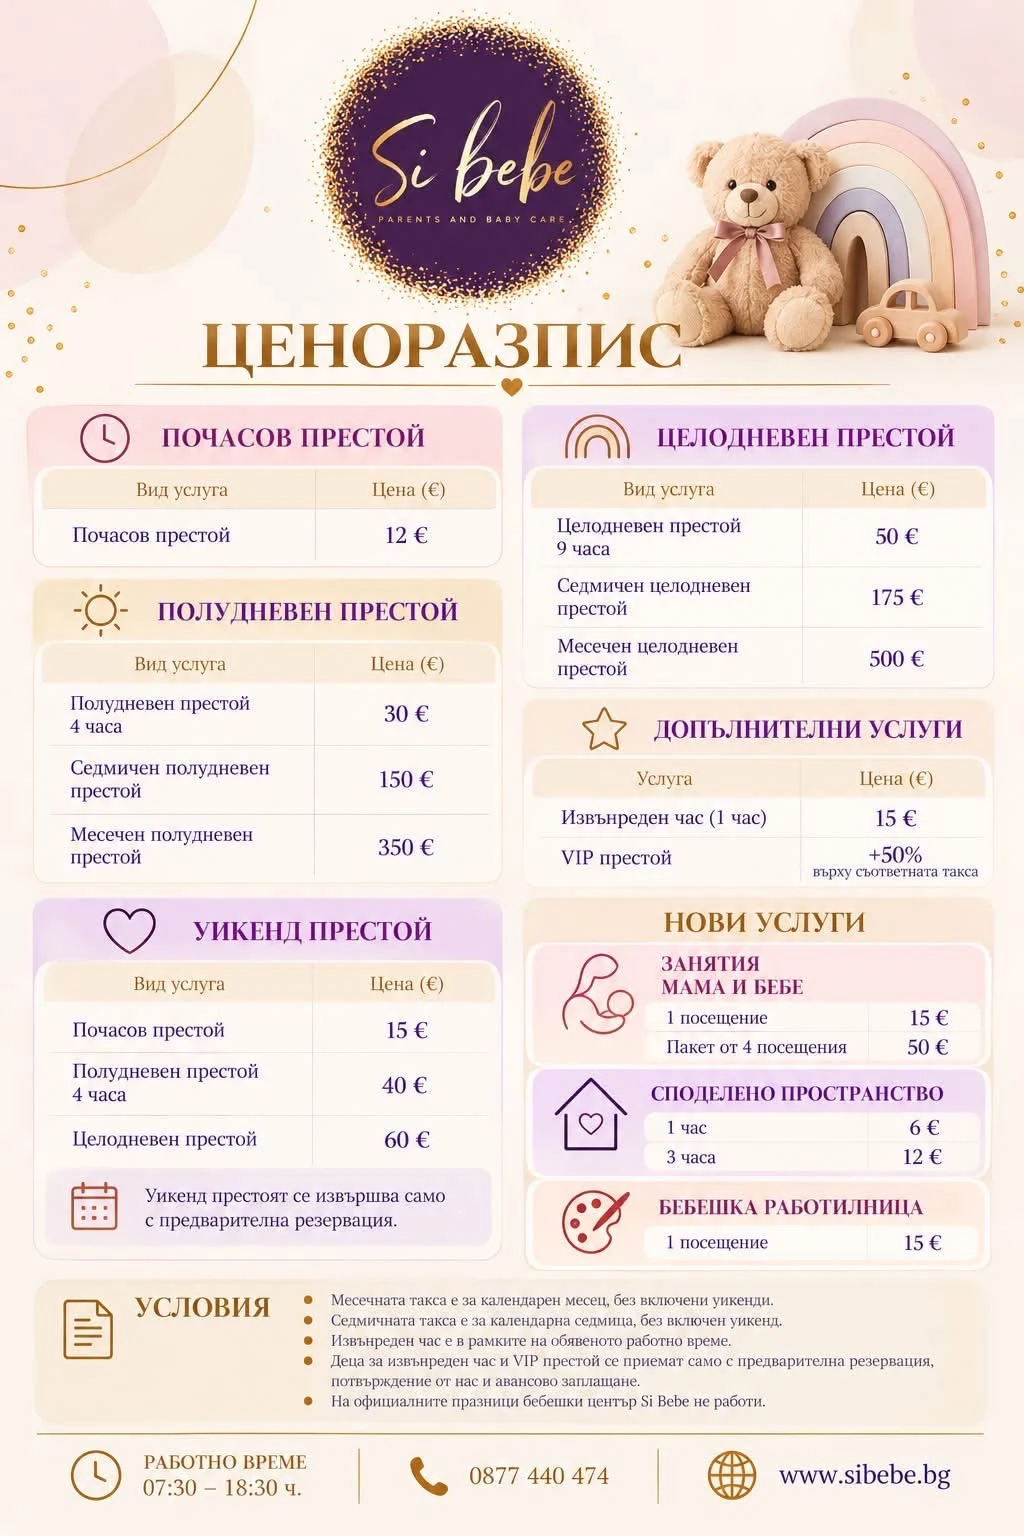 Si bebe
PARENTS AND BABY CARE
ЦЕНОРАЗПИС
ПОЧАСОВ ПРЕСТОЙ
Вид услуга Цена (€)
Почасов престой 12 €
ПОЛУДНЕВЕН ПРЕСТОЙ
Вид услуга Цена (€)
Полудневен престой
4 часа 30 €
Седмичен полудневен
престой 150 €
Месечен полудневен
престой 350 €
УИКЕНД ПРЕСТОЙ
Вид услуга Цена (€)
Почасов престой 15 €
Полудневен престой
4 часа 40 €
Целодневен престой 60 €
Уикенд престоят се извършва само
с предварителна резервация.
ЦЕЛОДНЕВЕН ПРЕСТОЙ
Вид услуга Цена (€)
Целодневен престой
9 часа 50 €
Седмичен целодневен
престой 175 €
Месечен целодневен
престой 500 €
ДОПЪЛНИТЕЛНИ УСЛУГИ
Услуга Цена (€)
Извънреден час (1 час) 15 €
VIP престой +50%
върху съответната такса
НОВИ УСЛУГИ
ЗАНЯТИЯ
МАМА И БЕБЕ
1 посещение 15 €
Пакет от 4 посещения 50 €
СПОДЕЛЕНО ПРОСТРАНСТВО
1 час 6 €
3 часа 12 €
БЕБЕШКА РАБОТИЛНИЦА
1 посещение 15 €
УСЛОВИЯ
Месечната такса е за календарен месец, без включени уикенди.
Седмичната такса е за календарна седмица, без включен уикенд.
Извънреден час е в рамките на обявеното работно време.
Деца за извънреден час и VIP престой се приемат само с предварителна резервация,
потвърждение от нас и авансово заплащане.
На официалните празници бебешки център Si Bebe не работи.
РАБОТНО ВРЕМЕ
07:30 – 18:30 ч.
0877 440 474
www.sibebe.bg